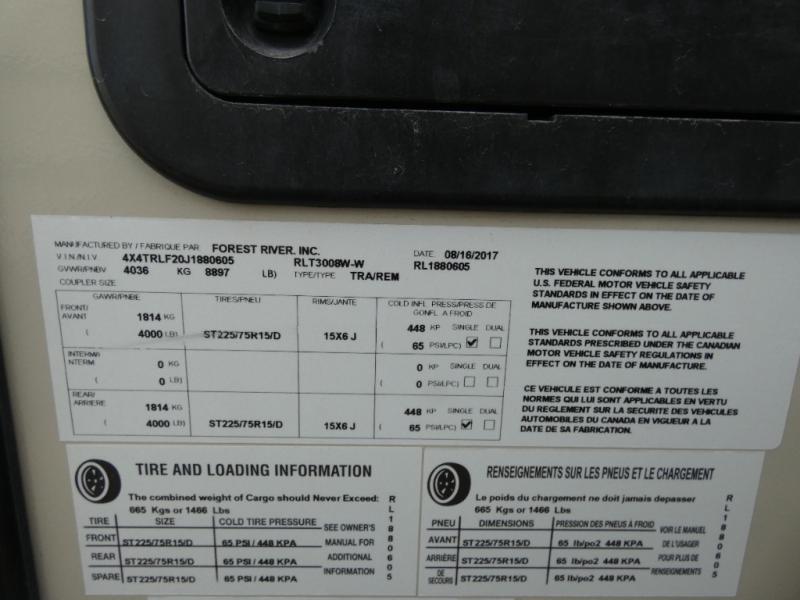 MANUFACTURED BY / FABRIQUE PAR FOREST RIVER. INC. DATE 08/16/2017
V.I.N./N.I.V. 4X4TRLF20J1880605 RLT3008W-W RL1880605
GVWR/PNBV 4036 KG 8897 LB) TYPE/TYPE TRA/REM
COUPLER SIZE
GAWR/PNBE TIRES/PNEU RIMS/JANTE COLD INFL PRESS/PRESS DE
GONFL A FROID
FRONT/
AVANT 1814 KG 448 KP SINGLE DUAL
( 4000 LB) ST225/75R15/D 15X6 J ( 65 PSI/LPC)
INTERM/
NTERM 0 KG 0 KP SINGLE DUAL
( 0 LB) ( 0 PSI/LPC)
REAR/
ARRIERE 1814 KG 448 KP SINGLE DUAL
( 4000 LB) ST225/75R15/D 15X6 J ( 65 PSI/LPC)
THIS VEHICLE CONFORMS TO ALL APPLICABLE
U.S. FEDERAL MOTOR VEHICLE SAFETY
STANDARDS IN EFFECT ON THE DATE OF
MANUFACTURE SHOWN ABOVE.
THIS VEHICLE CONFORMS TO ALL APPLICABLE
STANDARDS PRESCRIBED UNDER THE CANADIAN
MOTOR VEHICLE SAFETY REGULATIONS IN
EFFECT ON THE DATE OF MANUFACTURE.
CE VEHICULE EST CONFORME A TOUTES LES
NORMES QUI LUI SONT APPLICABLES EN VERTU
DU REGLEMENT SUR LA SECURITE DES VEHICULES
AUTOMOBILES DU CANADA EN VIGUEUR A LA
DATE DE SA FABRICATION.
TIRE AND LOADING INFORMATION
The combined weight of Cargo should Never Exceed:
665 Kgs or 1466 Lbs
TIRE SIZE COLD TIRE PRESSURE
FRONT ST225/75R15/D 65 PSI / 448 KPA
REAR ST225/75R15/D 65 PSI / 448 KPA
SPARE ST225/75R15/D 65 PSI / 448 KPA
SEE OWNER'S
MANUAL FOR
ADDITIONAL
INFORMATION
RL1880605
RENSEIGNEMENTS SUR LES PNEUS ET LE CHARGEMENT
Le poids du chargement ne doit jamais depasser
665 Kgs or 1466 Lbs
PNEU DIMENSIONS PRESSION DES PNEUS À FROID
AVANT ST225/75R15/D 65 lb/po2 448 KPA
ARRIÈRE ST225/75R15/D 65 lb/po2 448 KPA
DE
SECOURS ST225/75R15/D 65 lb/po2 448 KPA
VOIR LE MANUEL
DE L'USAGER
POUR PLUS DE
RENSEIGNEMENTS
RL1880605